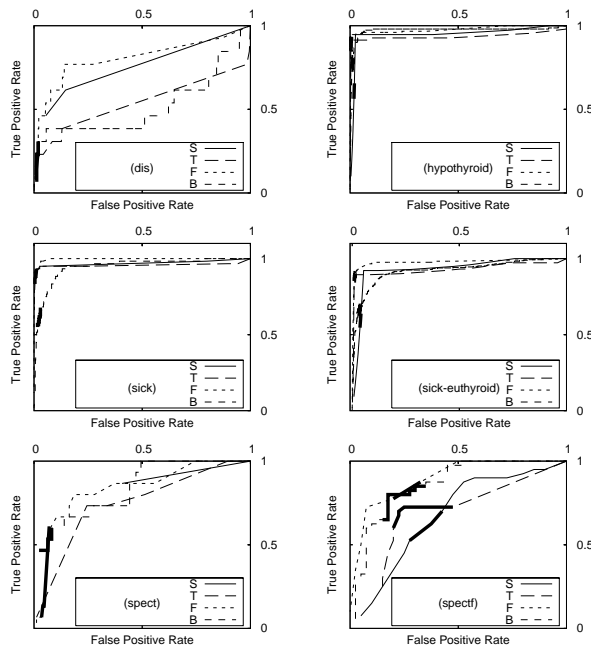 0 0.5 1
True Positive Rate
1
0.5
0
False Positive Rate
(dis)
S
T
F
B
0 0.5 1
True Positive Rate
1
0.5
0
False Positive Rate
(hypothyroid)
S
T
F
B
0 0.5 1
True Positive Rate
1
0.5
0
False Positive Rate
(sick)
S
T
F
B
0 0.5 1
True Positive Rate
1
0.5
0
False Positive Rate
(sick-euthyroid)
S
T
F
B
0 0.5 1
True Positive Rate
1
0.5
0
False Positive Rate
(spect)
S
T
F
B
0 0.5 1
True Positive Rate
1
0.5
0
False Positive Rate
(spectf)
S
T
F
B